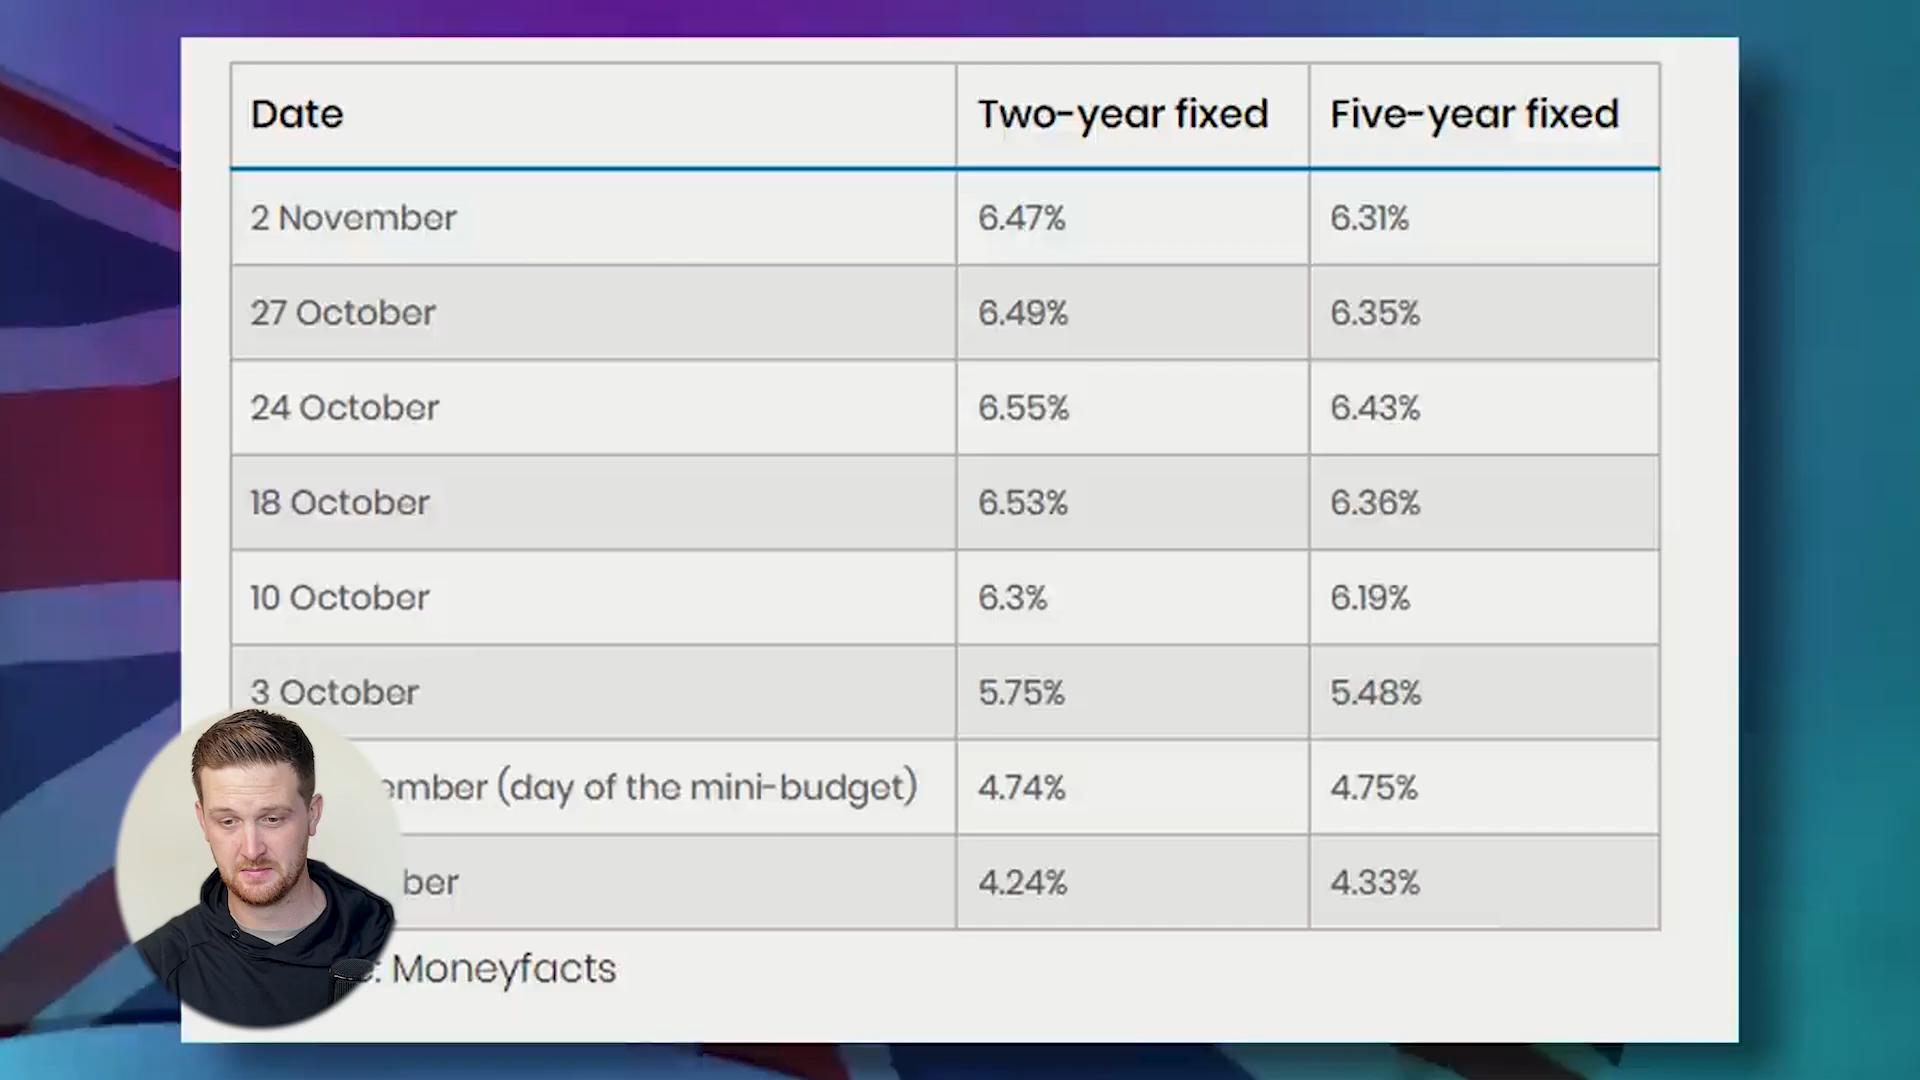 Date Two-year fixed Five-year fixed
2 November 6.47% 6.31%
27 October 6.49% 6.35%
24 October 6.55% 6.43%
18 October 6.53% 6.36%
10 October 6.3% 6.19%
3 October 5.75% 5.48%
(day of the mini-budget) 4.74% 4.75%
4.24% 4.33%
Moneyfacts